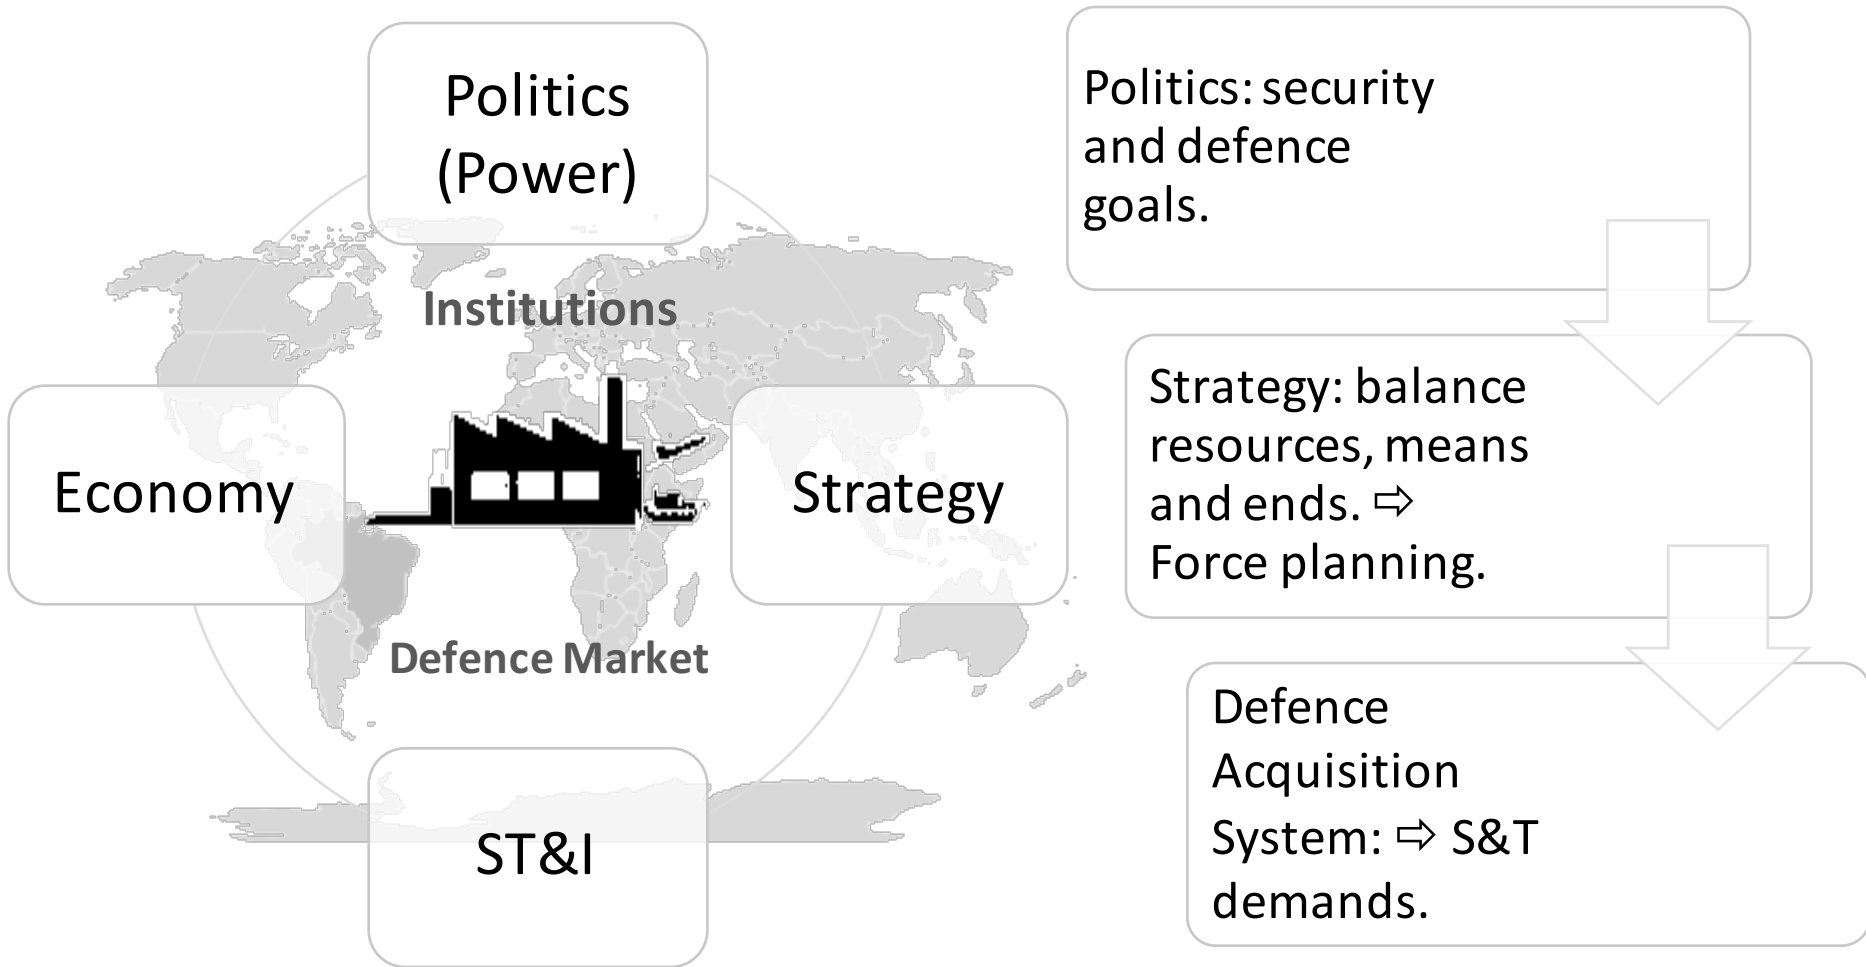 Politics
(Power)
Institutions
Economy
Strategy
Defence Market
ST&I
Politics: security
and defence
goals.
Strategy: balance
resources, means
and ends. ⇨
Force planning.
Defence
Acquisition
System: ⇨ S&T
demands.